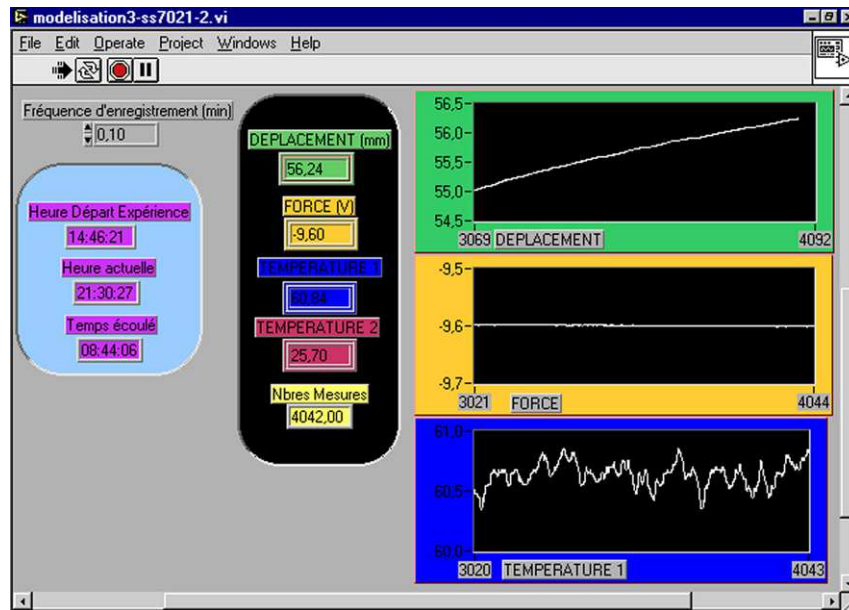 modelisation3-ss7021-2.vi
File Edit Operate Project Windows Help
Fréquence d'enregistrement (min)
0,10
Heure Départ Expérience
14:46:21
Heure actuelle
21:30:27
Temps écoulé
08:44:06
DEPLACEMENT (mm)
56,24
FORCE (V)
-9,60
TEMPERATURE 1
60,84
TEMPERATURE 2
25,70
Nbres Mesures
4042,00
56,5
56,0
55,5
55,0
54,5
3069 DEPLACEMENT 4092
-9,5
-9,6
-9,7
3021 FORCE 4044
61,0
60,5
60,0
3020 TEMPERATURE 1 4043